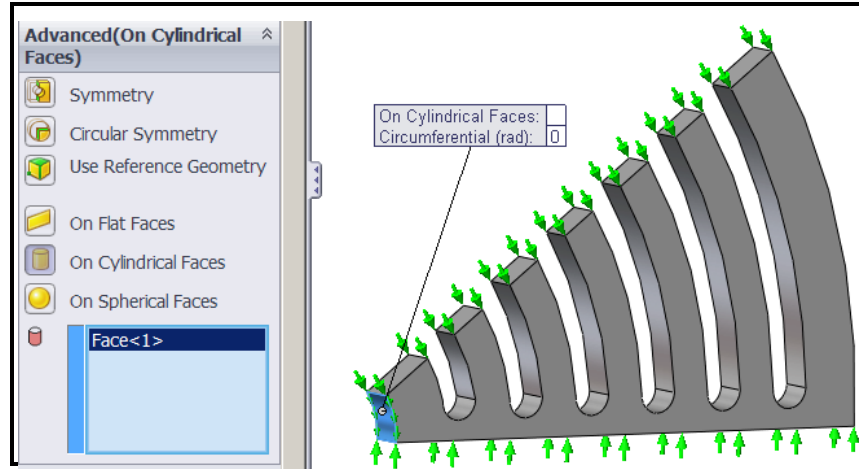 Advanced(On Cylindrical
Faces)
Symmetry
Circular Symmetry
Use Reference Geometry
On Flat Faces
On Cylindrical Faces
On Spherical Faces
Face<1>
On Cylindrical Faces:
Circumferential (rad): 0